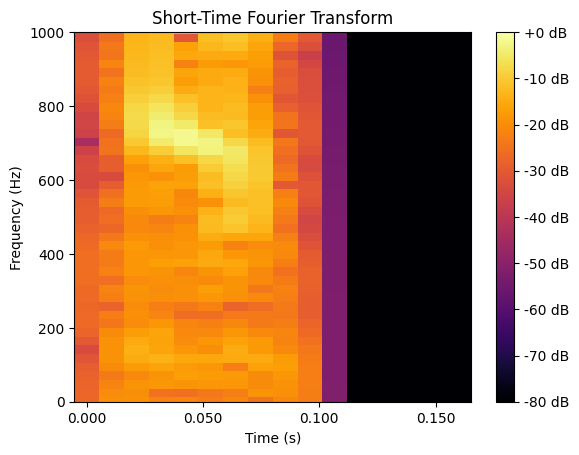 Short-Time Fourier Transform
1000
800
600
400
200
0
Frequency (Hz)
0.000
0.050
0.100
0.150
Time (s)
+0 dB
-10 dB
-20 dB
-30 dB
-40 dB
-50 dB
-60 dB
-70 dB
-80 dB